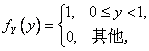 f_Y(y) = { 1, 0 ≤ y < 1,
0, 其他,